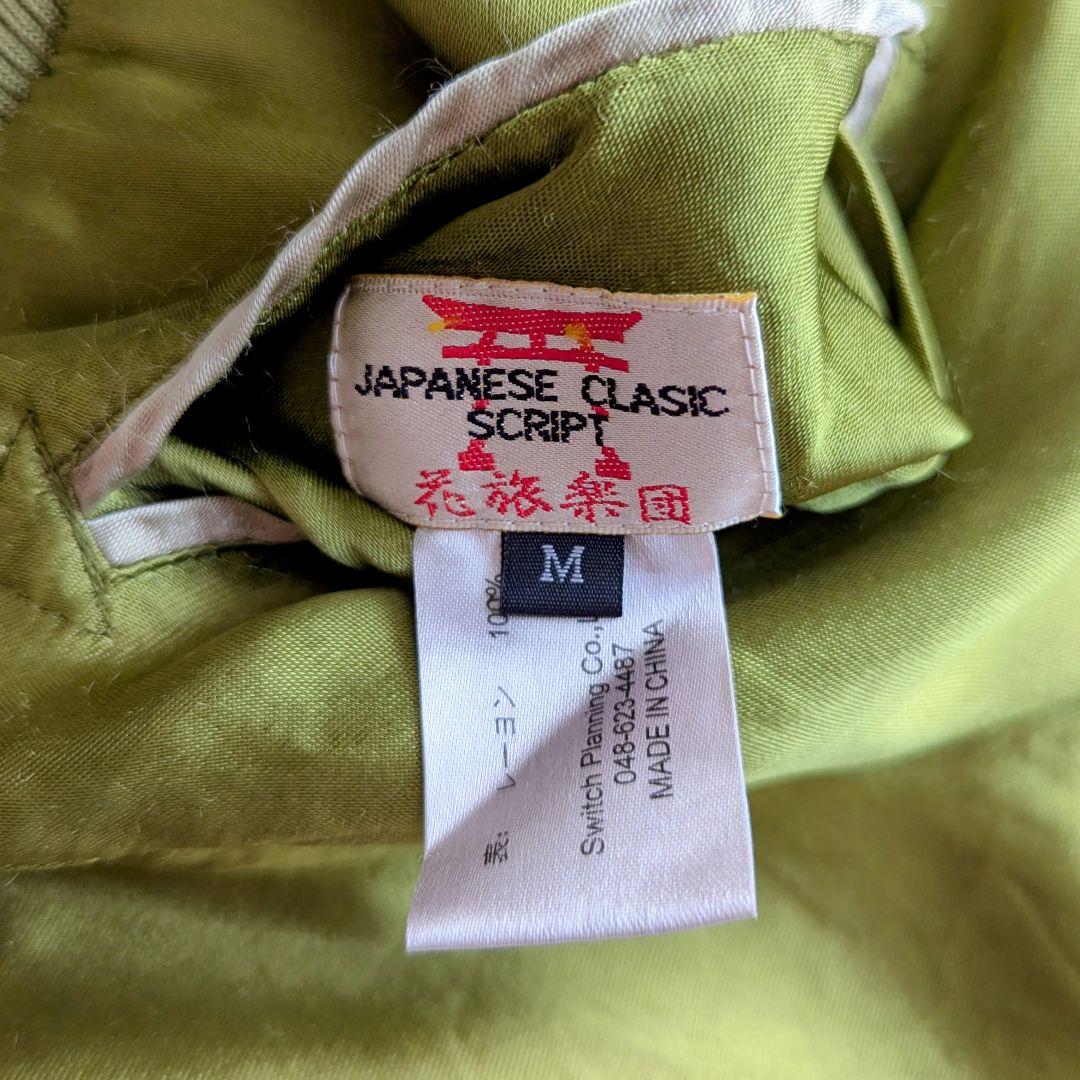 JAPANESE CLASIC
SCRIPT
花旅楽団
M
表: レーヨン 100%
Switch Planning Co.,
048-623-4487
MADE IN CHINA